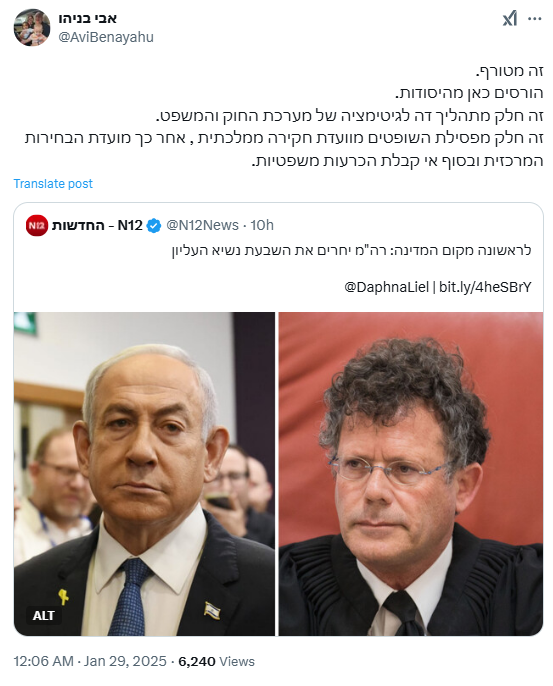 אבי בניהו
@AviBenayahu
זה מטורף.
הורסים כאן מהיסודות.
זה חלק מתהליך דה לגיטימציה של מערכת החוק והמשפט.
זה חלק מפסילת השופטים מוועדת חקירה ממלכתית , אחר כך מועדת הבחירות
המרכזית ובסוף אי קבלת הכרעות משפטיות.
Translate post
N12 החדשות - N12 @N12News · 10h
לראשונה מקום המדינה: רה"מ יחרים את השבעת נשיא העליון
@DaphnaLiel | bit.ly/4heSBrY
ALT
12:06 AM · Jan 29, 2025 · 6,240 Views